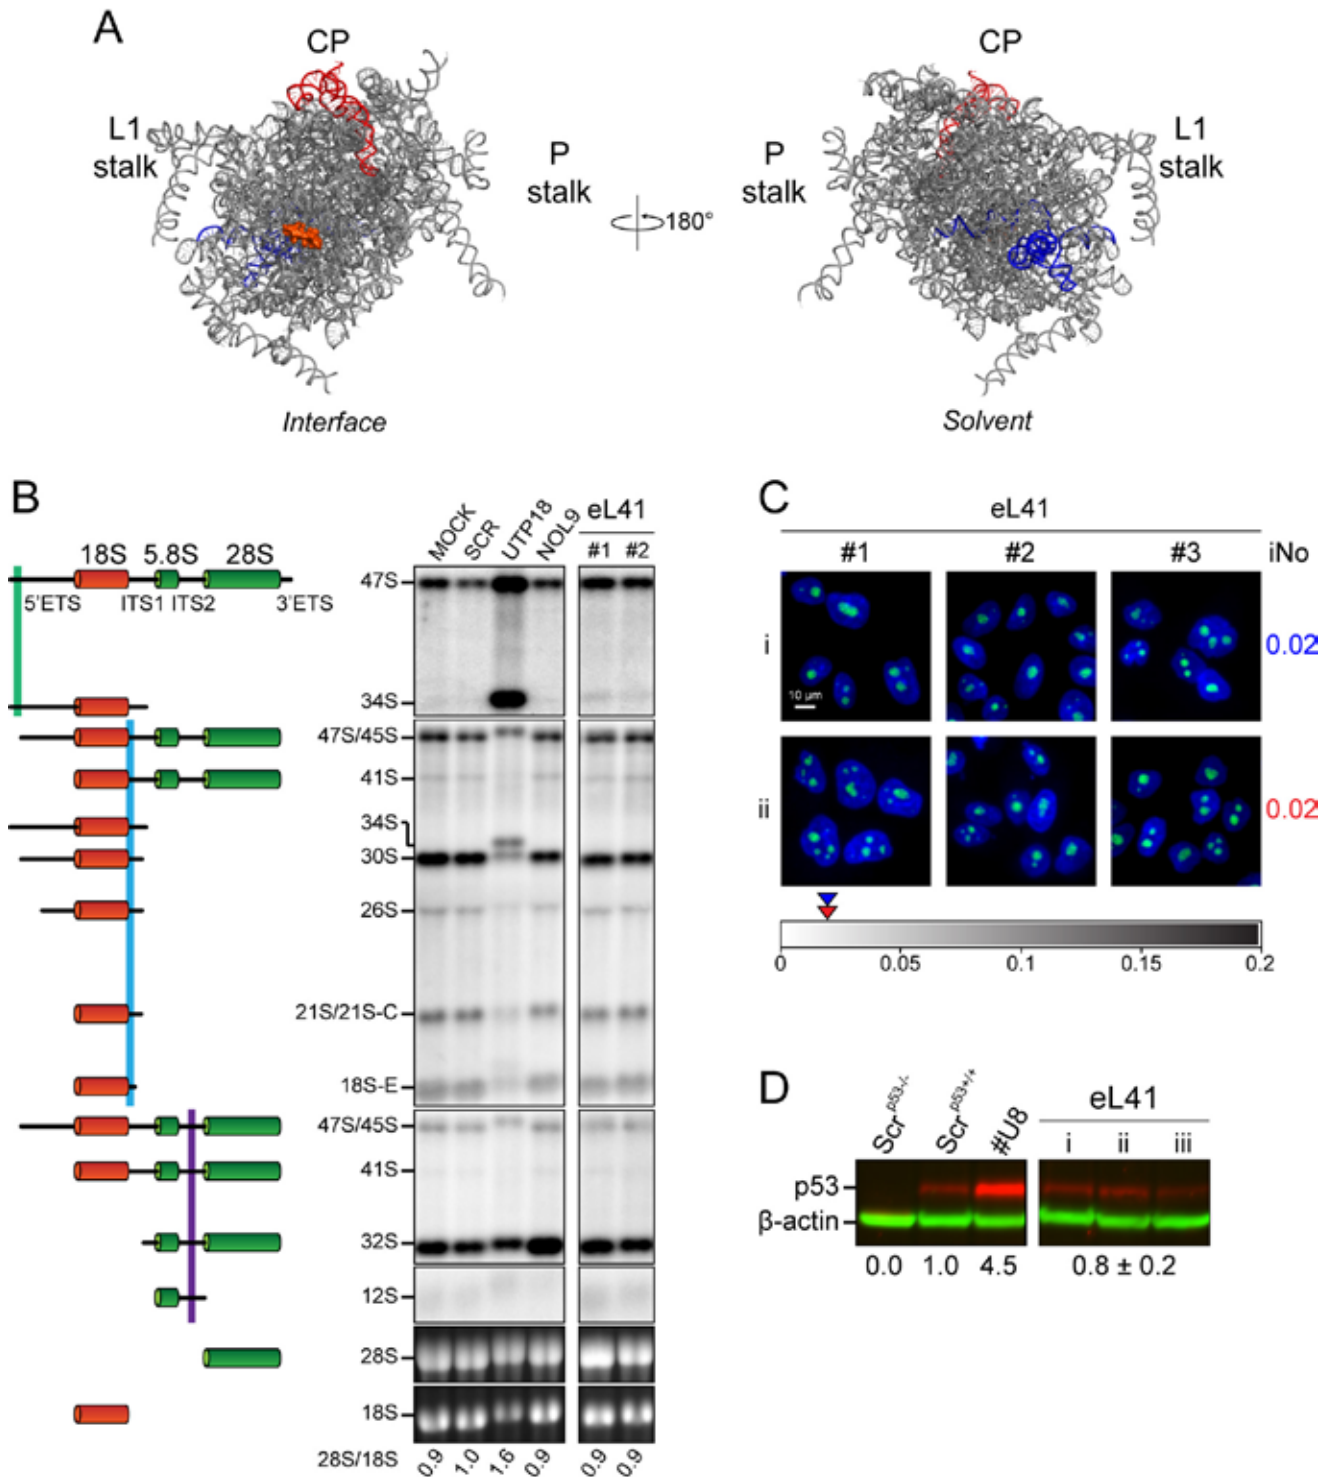 A
CP
CP
L1
stalk
P
stalk
180°
P
stalk
L1
stalk
Interface
Solvent
B
MOCK
SCR
UTP18
NOL9
eL41
#1
#2
18S
5.8S
28S
5'ETS
ITS1
ITS2
3'ETS
47S
34S
47S/45S
41S
34S
30S
26S
21S/21S-C
18S-E
47S/45S
41S
32S
12S
28S
18S
28S/18S
0.9
1.0
1.6
0.9
0.9
0.9
C
eL41
#1
#2
#3
iNo
i
10 µm
0.02
ii
0.02
0
0.05
0.1
0.15
0.2
D
Scr p53-/-
Scr p53+/+
#U8
eL41
i
ii
iii
p53
β-actin
0.0
1.0
4.5
0.8 ± 0.2